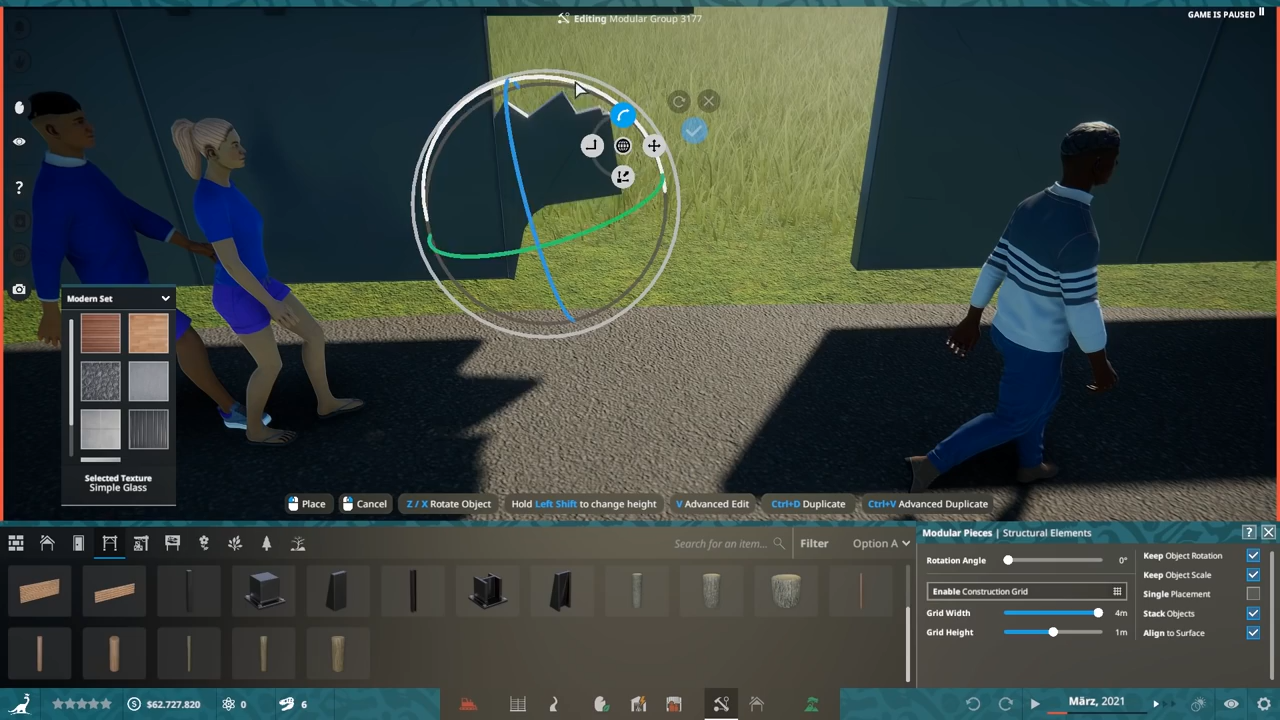 Editing Modular Group 3177
GAME IS PAUSED
?
Modern Set
Selected Texture
Simple Glass
Place
Cancel
Z / X Rotate Object
Hold Left Shift to change height
V Advanced Edit
Ctrl+D Duplicate
Ctrl+V Advanced Duplicate
Search for an item...
Filter
Option A
Modular Pieces | Structural Elements
?
Rotation Angle 0°
Enable Construction Grid
Grid Width 4m
Grid Height 1m
Keep Object Rotation
Keep Object Scale
Single Placement
Stack Objects
Align to Surface
$62.727.820
0
6
März, 2021